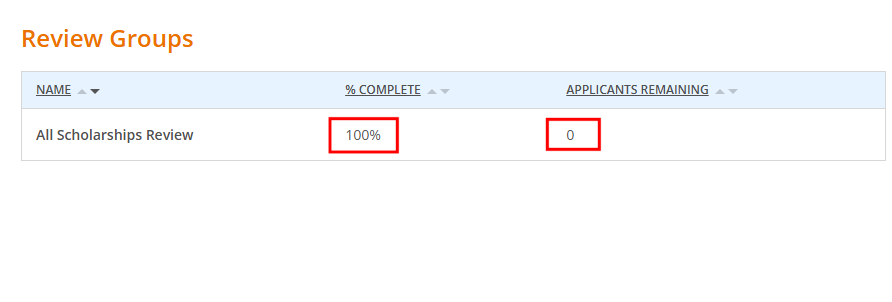 Review Groups
NAME % COMPLETE APPLICANTS REMAINING
All Scholarships Review 100% 0